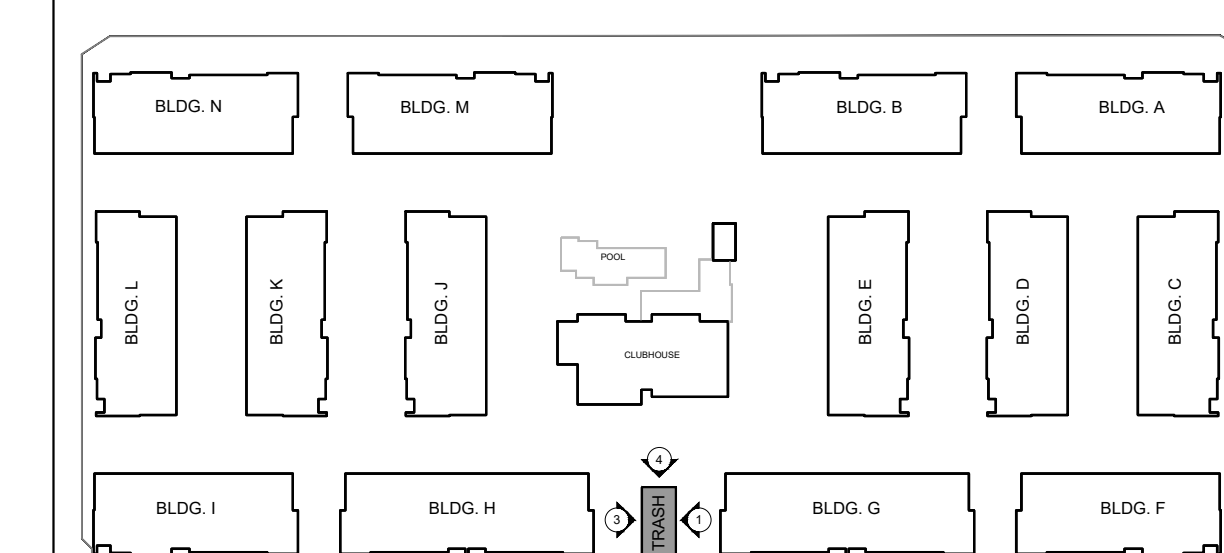 BLDG. N
BLDG. M
BLDG. B
BLDG. A
POOL
BLDG. L
BLDG. K
BLDG. J
BLDG. E
BLDG. D
BLDG. C
CLUBHOUSE
4
BLDG. I
BLDG. H
BLDG. G
BLDG. F
3
TRASH
1